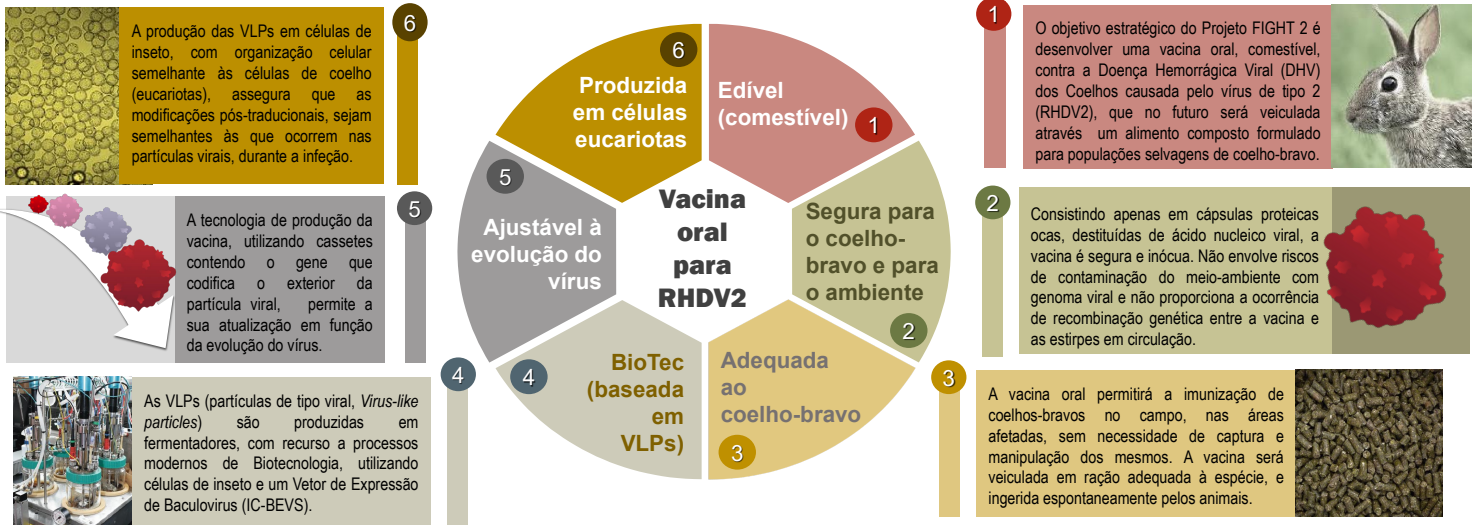 6
A produção das VLPs em células de
inseto, com organização celular
semelhante às células de coelho
(eucariotas), assegura que as
modificações pós-traducionais, sejam
semelhantes às que ocorrem nas
partículas virais, durante a infeção.
5
A tecnologia de produção da
vacina, utilizando cassetes
contendo o gene que
codifica o exterior da
partícula viral, permite a
sua atualização em função
da evolução do vírus.
4
As VLPs (partículas de tipo viral, Virus-like
particles) são produzidas em
fermentadores, com recurso a processos
modernos de Biotecnologia, utilizando
células de inseto e um Vetor de Expressão
de Baculovirus (IC-BEVS).
6
Produzida
em células
eucariotas
Edível
(comestível)
1
5
Ajustável à
evolução do
vírus
Vacina
oral
para
RHDV2
Segura para
o coelho-
bravo e para
o ambiente
2
4
BioTec
(baseada
em
VLPs)
Adequada
ao
coelho-bravo
3
1
O objetivo estratégico do Projeto FIGHT 2 é
desenvolver uma vacina oral, comestível,
contra a Doença Hemorrágica Viral (DHV)
dos Coelhos causada pelo vírus de tipo 2
(RHDV2), que no futuro será veiculada
através um alimento composto formulado
para populações selvagens de coelho-bravo.
2
Consistindo apenas em cápsulas proteicas
ocas, destituídas de ácido nucleico viral, a
vacina é segura e inócua. Não envolve riscos
de contaminação do meio-ambiente com
genoma viral e não proporciona a ocorrência
de recombinação genética entre a vacina e
as estirpes em circulação.
3
A vacina oral permitirá a imunização de
coelhos-bravos no campo, nas áreas
afetadas, sem necessidade de captura e
manipulação dos mesmos. A vacina será
veiculada em ração adequada à espécie, e
ingerida espontaneamente pelos animais.